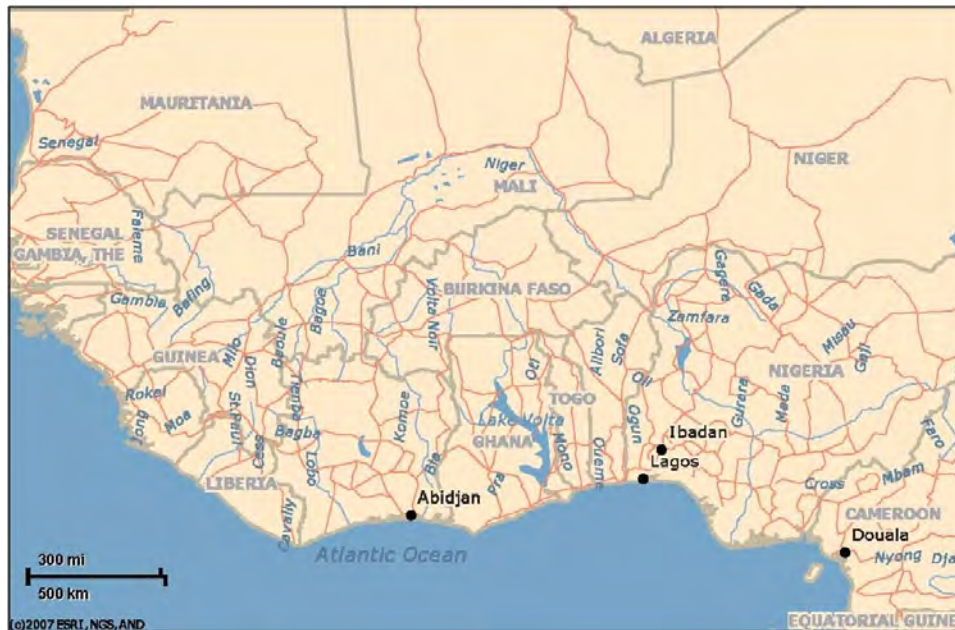 ALGERIA
MAURITANIA
Senegal
Niger
NIGER
MALI
SENEGAL
Faleme
GAMBIA, THE
Bani
Gambia
Bafing
Bagoe
Volta Noir
BURKINA FASO
Gagera
Gada
Zamfara
GUINEA
Milo
Dion
Baoule
Oti
Alibori
Sofa
Oli
Misau
Gaji
NIGERIA
TOGO
Rokel
Jong
Moa
St.Paul
Tienba
Komoe
Lake Volta
GHANA
Mono
Oueme
Ogun
Gurara
Mada
Faro
Bagba
Cess
Lobo
Bia
Pra
Ibadan
Lagos
LIBERIA
Cavally
Abidjan
Cross
Mbam
CAMEROON
Douala
Nyong
Dja
Atlantic Ocean
300 mi
500 km
EQUATORIAL GUINE
(c)2007 ESRI, NGS, AND